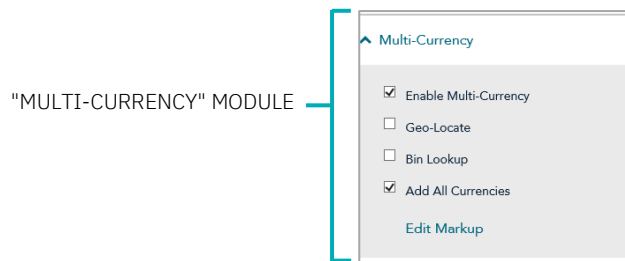 Multi-Currency
"MULTI-CURRENCY" MODULE
Enable Multi-Currency
Geo-Locate
Bin Lookup
Add All Currencies
Edit Markup